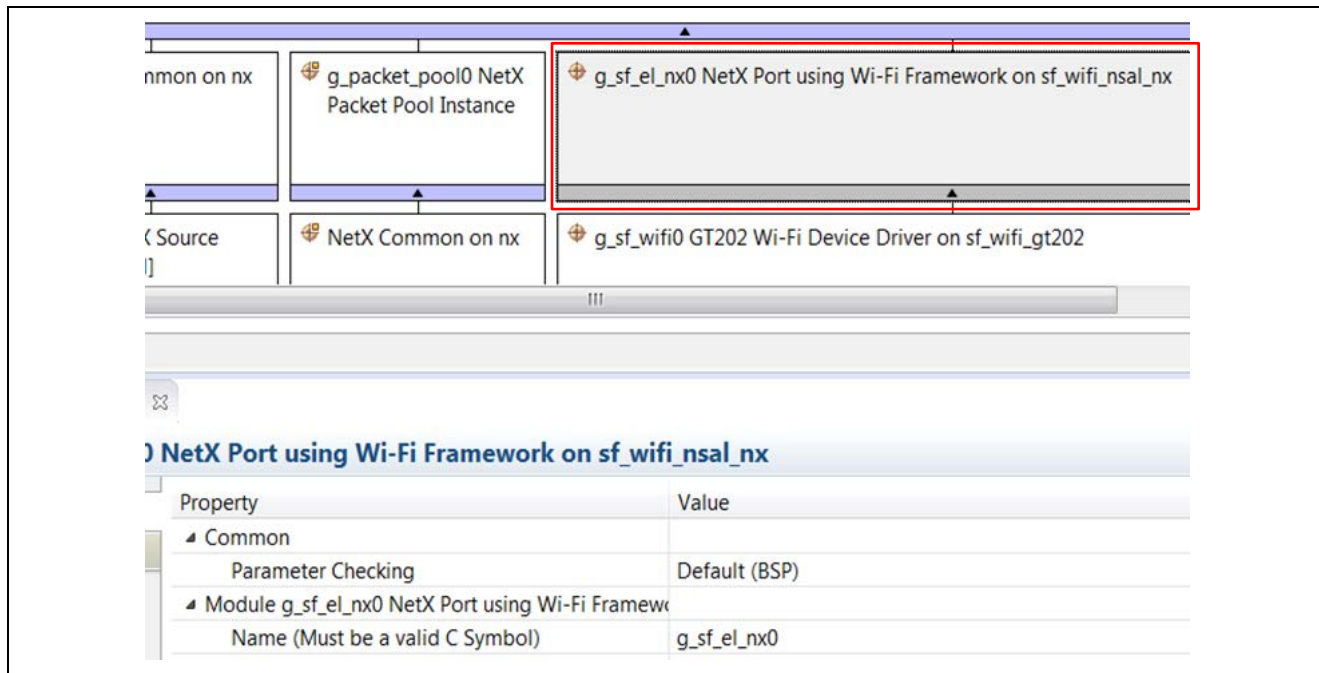 on nx
g_packet_pool0 NetX
Packet Pool Instance
g_sf_el_nx0 NetX Port using Wi-Fi Framework on sf_wifi_nsal_nx
Source
NetX Common on nx
g_sf_wifi0 GT202 Wi-Fi Device Driver on sf_wifi_gt202
NetX Port using Wi-Fi Framework on sf_wifi_nsal_nx
Property Value
Common
Parameter Checking Default (BSP)
Module g_sf_el_nx0 NetX Port using Wi-Fi
Name (Must be a valid C Symbol) g_sf_el_nx0